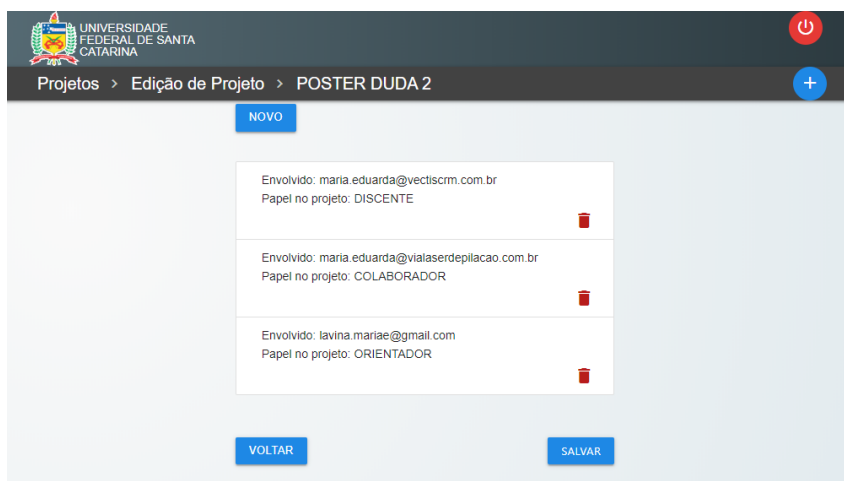 UNIVERSIDADE
FEDERAL DE SANTA
CATARINA
Projetos > Edição de Projeto > POSTER DUDA 2
NOVO
Envolvido: maria.eduarda@vectiscrm.com.br
Papel no projeto: DISCENTE
Envolvido: maria.eduarda@vialaserdepilacao.com.br
Papel no projeto: COLABORADOR
Envolvido: lavina.mariae@gmail.com
Papel no projeto: ORIENTADOR
VOLTAR
SALVAR